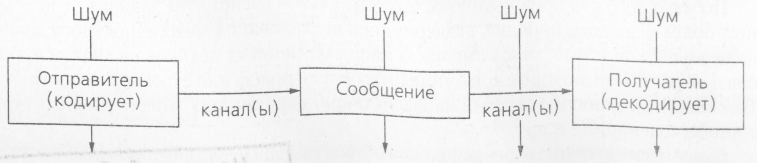 Шум Шум Шум Шум
Отправитель
(кодирует)
канал(ы)
Сообщение
канал(ы)
Получатель
(декодирует)